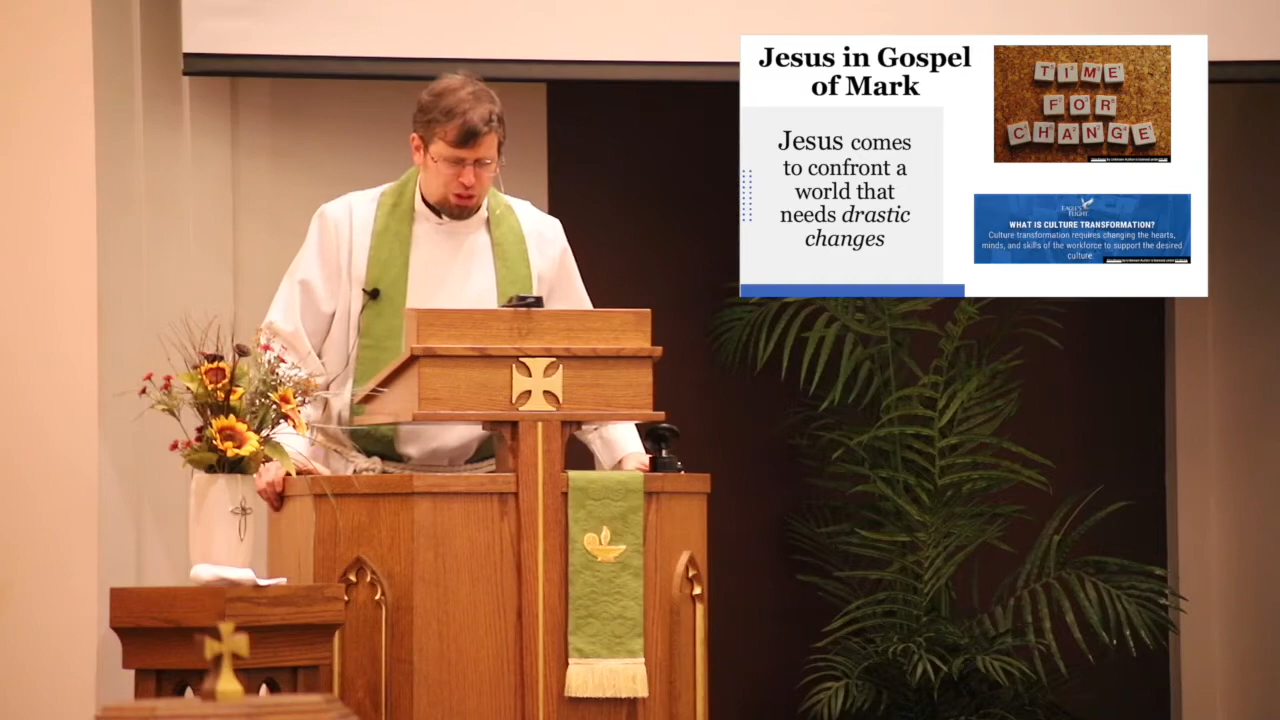 Jesus in Gospel
of Mark
Jesus comes
to confront a
world that
needs drastic
changes
TIME
FOR
CHANGE
EAGLE'S
FLIGHT
WHAT IS CULTURE TRANSFORMATION?
Culture transformation requires changing the hearts,
minds, and skills of the workforce to support the desired
culture.